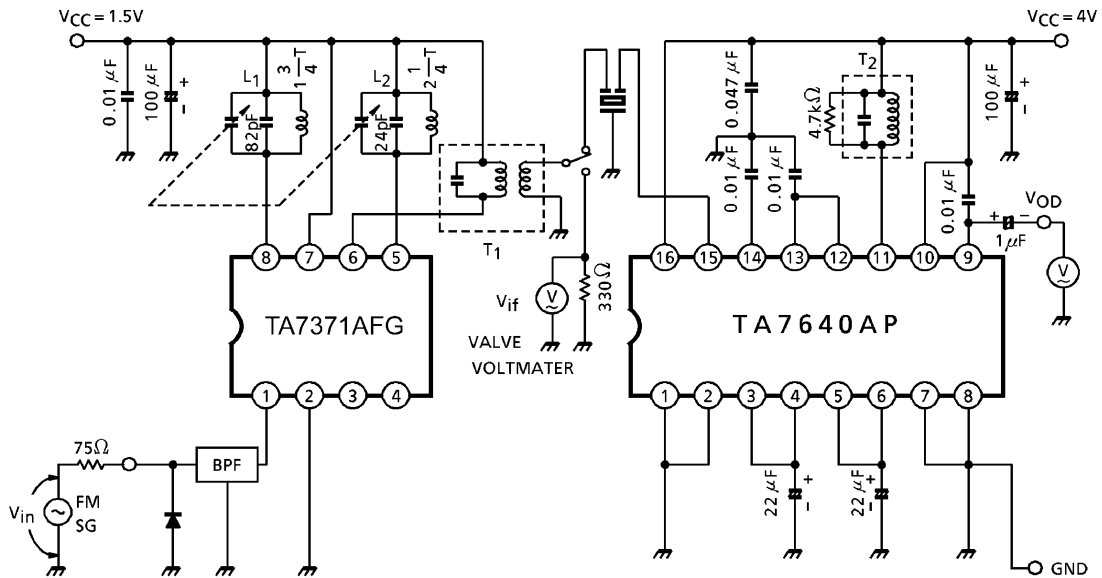 VCC = 1.5V
VCC = 4V
0.01 μF
100 μF
+
-
L1
1 3/4 T
82pF
L2
2 1/4 T
24pF
T1
0.047 μF
0.01 μF
0.01 μF
T2
4.7kΩ
100 μF
+
-
0.01 μF
+
-
1μF
VOD
V
~
8
7
6
5
TA7371AFG
1
2
3
4
Vif
V
~
330Ω
VALVE
VOLTMATER
16
15
14
13
12
11
10
9
TA7640AP
1
2
3
4
5
6
7
8
75Ω
BPF
Vin
FM
SG
22 μF
+
-
22 μF
+
-
GND